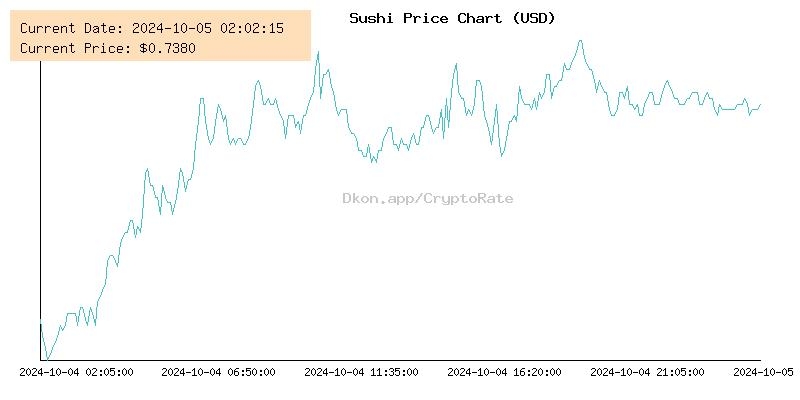 Sushi Price Chart (USD)
Current Date: 2024-10-05 02:02:15
Current Price: $0.7380
Dkon.app/CryptoRate
2024-10-04 02:05:00 2024-10-04 06:50:00 2024-10-04 11:35:00 2024-10-04 16:20:00 2024-10-04 21:05:00 2024-10-05